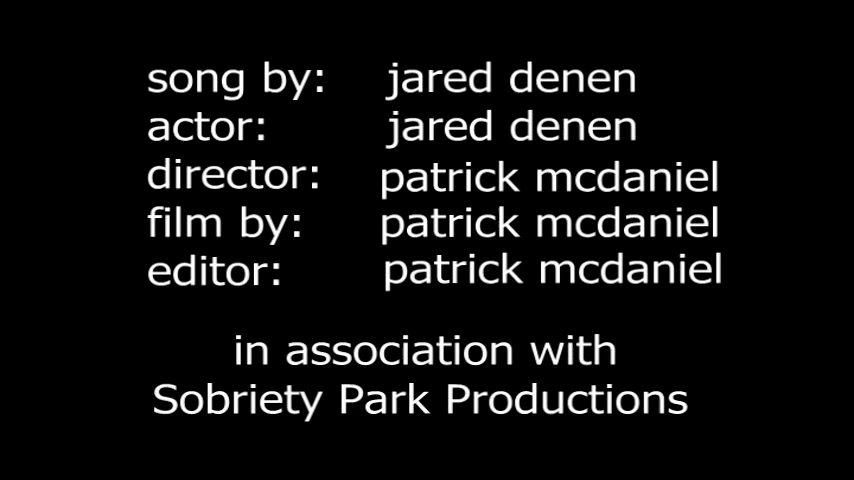 song by: jared denen
actor: jared denen
director: patrick mcdaniel
film by: patrick mcdaniel
editor: patrick mcdaniel
in association with
Sobriety Park Productions